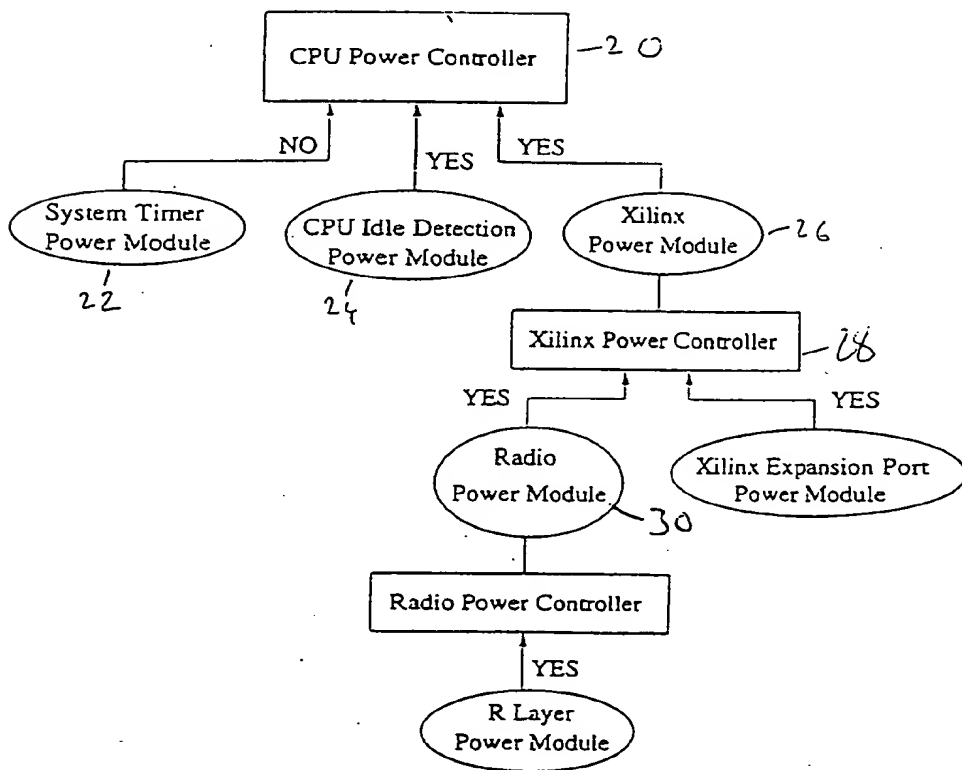 CPU Power Controller
20
NO
YES
YES
System Timer
Power Module
CPU Idle Detection
Power Module
Xilinx
Power Module
26
22
24
Xilinx Power Controller
28
YES
YES
Radio
Power Module
Xilinx Expansion Port
Power Module
30
Radio Power Controller
YES
R Layer
Power Module